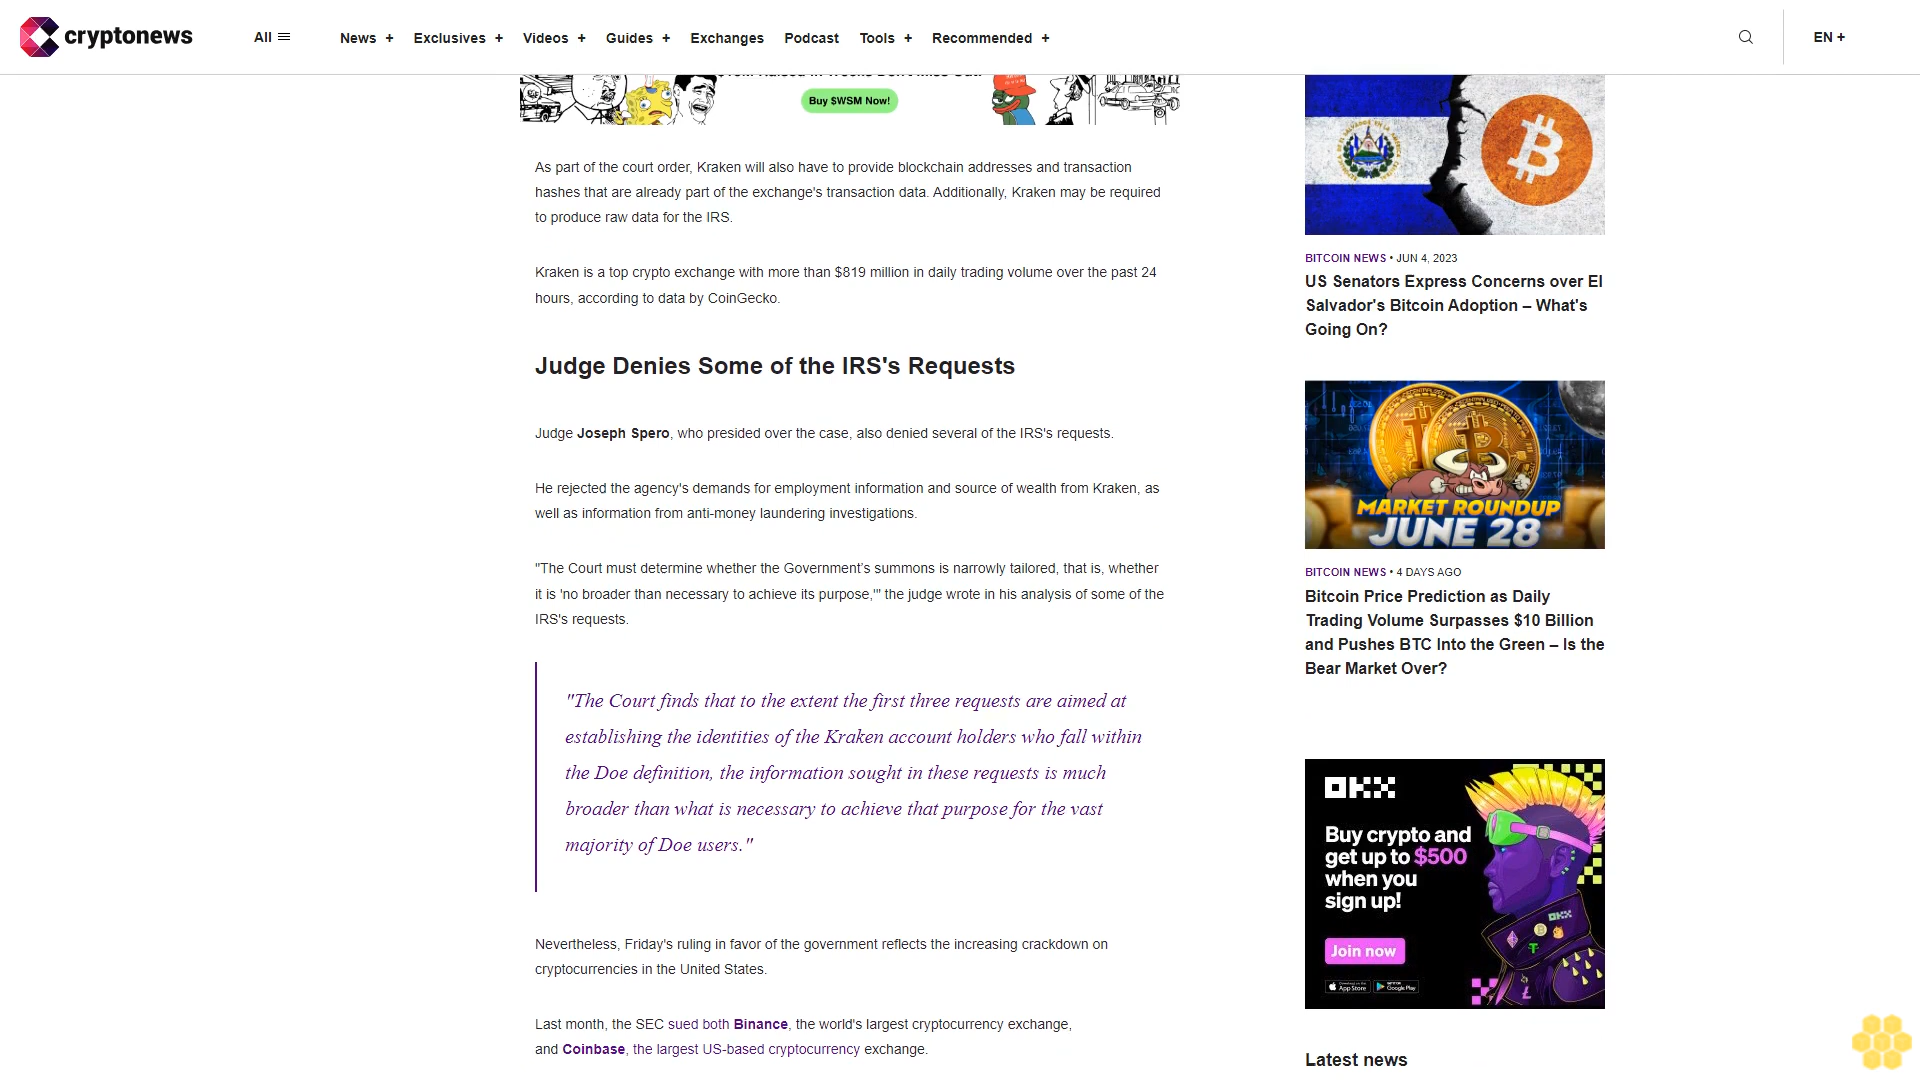 cryptonews
All
News +
Exclusives +
Videos +
Guides +
Exchanges
Podcast
Tools +
Recommended +
EN +
Buy $WSM Now!
As part of the court order, Kraken will also have to provide blockchain addresses and transaction
hashes that are already part of the exchange's transaction data. Additionally, Kraken may be required
to produce raw data for the IRS.
Kraken is a top crypto exchange with more than $819 million in daily trading volume over the past 24
hours, according to data by CoinGecko.
Judge Denies Some of the IRS's Requests
Judge Joseph Spero, who presided over the case, also denied several of the IRS's requests.
He rejected the agency's demands for employment information and source of wealth from Kraken, as
well as information from anti-money laundering investigations.
"The Court must determine whether the Government's summons is narrowly tailored, that is, whether
it is 'no broader than necessary to achieve its purpose,'" the judge wrote in his analysis of some of the
IRS's requests.
"The Court finds that to the extent the first three requests are aimed at
establishing the identities of the Kraken account holders who fall within
the Doe definition, the information sought in these requests is much
broader than what is necessary to achieve that purpose for the vast
majority of Doe users."
Nevertheless, Friday's ruling in favor of the government reflects the increasing crackdown on
cryptocurrencies in the United States.
Last month, the SEC sued both Binance, the world's largest cryptocurrency exchange,
and Coinbase, the largest US-based cryptocurrency exchange.
BITCOIN NEWS • JUN 4, 2023
US Senators Express Concerns over El
Salvador's Bitcoin Adoption – What's
Going On?
MARKET ROUNDUP
JUNE 28
BITCOIN NEWS • 4 DAYS AGO
Bitcoin Price Prediction as Daily
Trading Volume Surpasses $10 Billion
and Pushes BTC Into the Green – Is the
Bear Market Over?
OKX
Buy crypto and
get up to $500
when you
sign up!
OKX
Join now
App Store
Google Play
Latest news